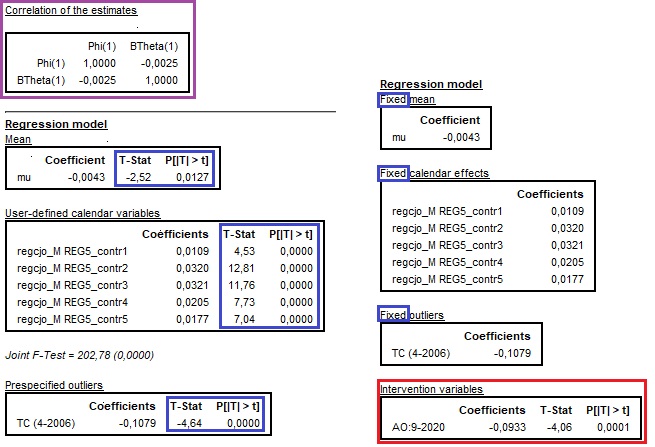 Correlation of the estimates
Phi(1) BTheta(1)
Phi(1) 1,0000 -0,0025
BTheta(1) -0,0025 1,0000
Regression model
Mean
Coefficient T-Stat P[|T| > t]
mu -0,0043 -2,52 0,0127
User-defined calendar variables
Coefficients T-Stat P[|T| > t]
regcjo_M REG5_contr1 0,0109 4,53 0,0000
regcjo_M REG5_contr2 0,0320 12,81 0,0000
regcjo_M REG5_contr3 0,0321 11,76 0,0000
regcjo_M REG5_contr4 0,0205 7,73 0,0000
regcjo_M REG5_contr5 0,0177 7,04 0,0000
Joint F-Test = 202,78 (0,0000)
Prespecified outliers
Coefficients T-Stat P[|T| > t]
TC (4-2006) -0,1079 -4,64 0,0000
Regression model
Fixed mean
Coefficient
mu -0,0043
Fixed calendar effects
Coefficients
regcjo_M REG5_contr1 0,0109
regcjo_M REG5_contr2 0,0320
regcjo_M REG5_contr3 0,0321
regcjo_M REG5_contr4 0,0205
regcjo_M REG5_contr5 0,0177
Fixed outliers
Coefficients
TC (4-2006) -0,1079
Intervention variables
Coefficients T-Stat P[|T| > t]
AO:9-2020 -0,0933 -4,06 0,0001